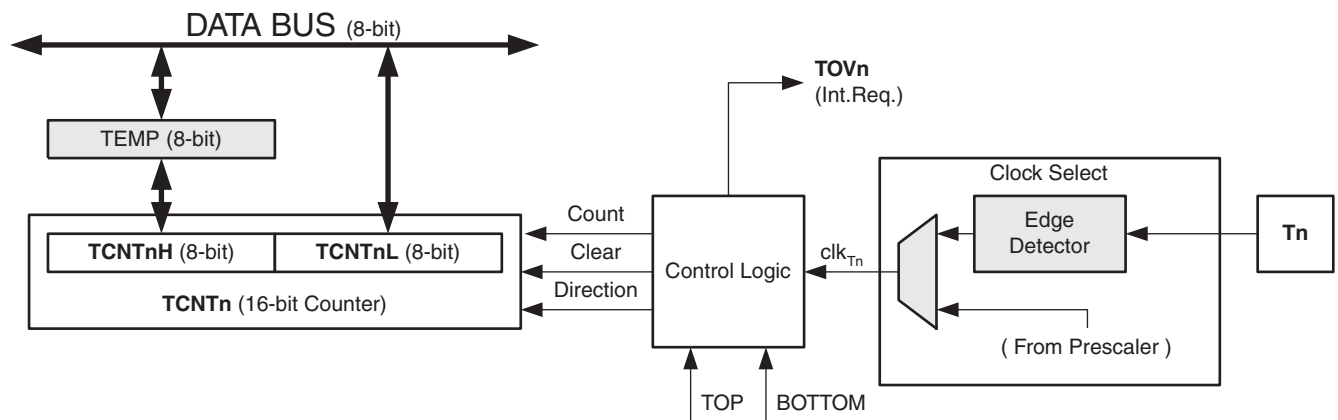 DATA BUS (8-bit)
TEMP (8-bit)
TCNTnH (8-bit)
TCNTnL (8-bit)
TCNTn (16-bit Counter)
Count
Clear
Direction
Control Logic
TOVn
(Int.Req.)
TOP
BOTTOM
clkTn
Clock Select
Edge
Detector
( From Prescaler )
Tn